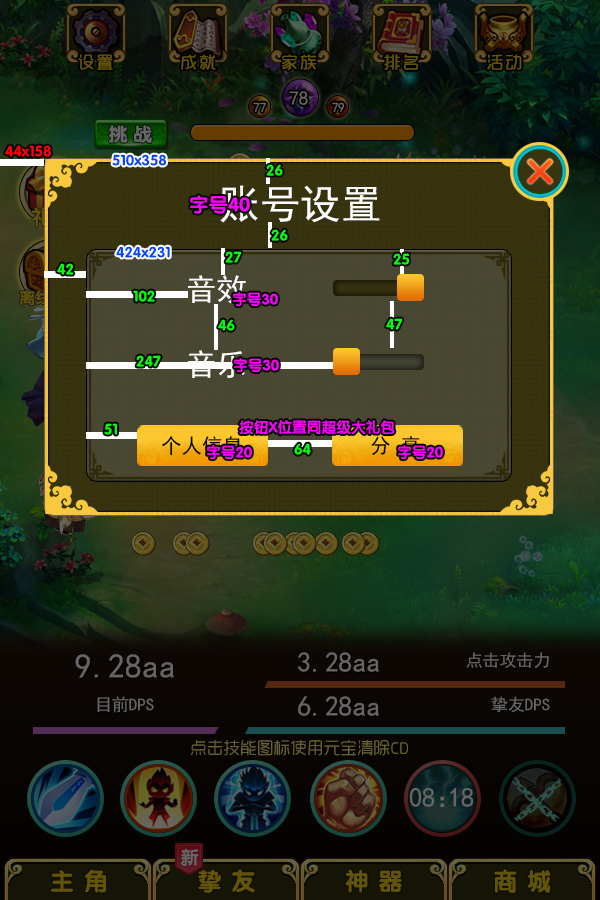 设置 成就 家族 排名 活动
77 78 79
挑战
44x158
510x358
26
字号40
账号设置
26
424x231
27
25
42
音效
102
字号30
46
47
音乐
247
字号30
按钮X位置同超级大礼包
51
个人信息
字号20
64
分享
字号20
9.28aa
3.28aa
点击攻击力
目前DPS
6.28aa
挚友DPS
点击技能图标使用元宝清除CD
08:18
新
主角 挚友 神器 商城